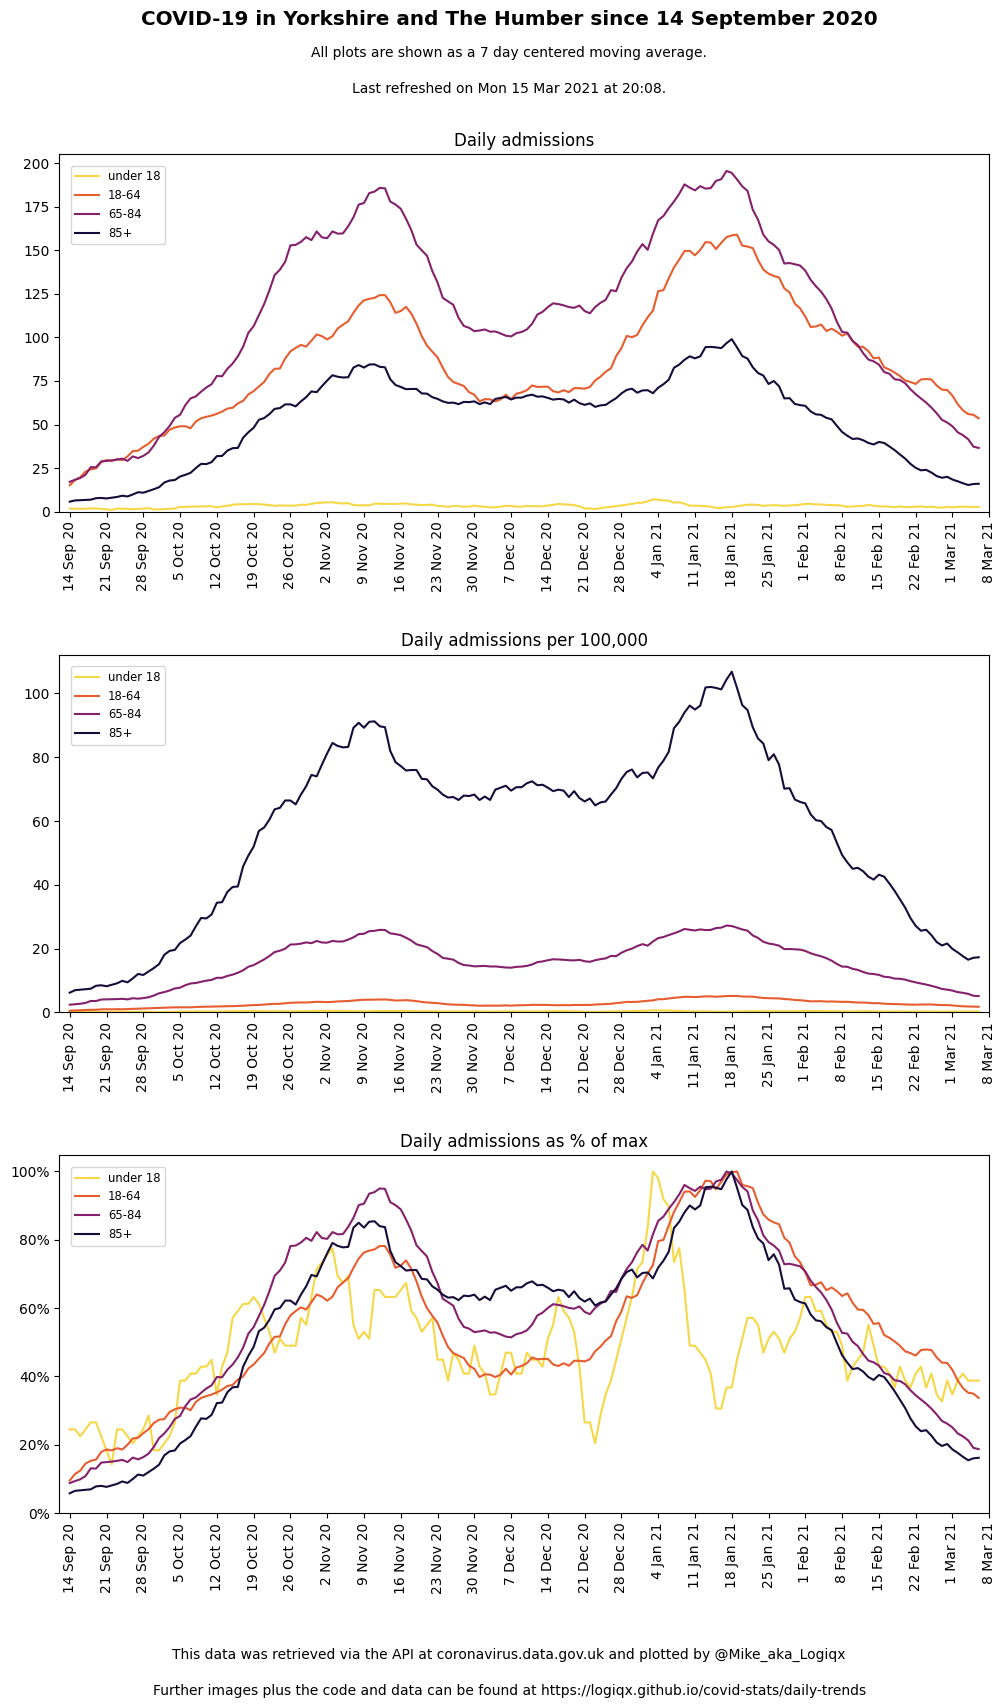 COVID-19 in Yorkshire and The Humber since 14 September 2020
All plots are shown as a 7 day centered moving average.
Last refreshed on Mon 15 Mar 2021 at 20:08.
Daily admissions
200
175
150
125
100
75
50
25
0
under 18
18-64
65-84
85+
14 Sep 20
21 Sep 20
28 Sep 20
5 Oct 20
12 Oct 20
19 Oct 20
26 Oct 20
2 Nov 20
9 Nov 20
16 Nov 20
23 Nov 20
30 Nov 20
7 Dec 20
14 Dec 20
21 Dec 20
28 Dec 20
4 Jan 21
11 Jan 21
18 Jan 21
25 Jan 21
1 Feb 21
8 Feb 21
15 Feb 21
22 Feb 21
1 Mar 21
8 Mar 21
Daily admissions per 100,000
100
80
60
40
20
0
under 18
18-64
65-84
85+
14 Sep 20
21 Sep 20
28 Sep 20
5 Oct 20
12 Oct 20
19 Oct 20
26 Oct 20
2 Nov 20
9 Nov 20
16 Nov 20
23 Nov 20
30 Nov 20
7 Dec 20
14 Dec 20
21 Dec 20
28 Dec 20
4 Jan 21
11 Jan 21
18 Jan 21
25 Jan 21
1 Feb 21
8 Feb 21
15 Feb 21
22 Feb 21
1 Mar 21
8 Mar 21
Daily admissions as % of max
100%
80%
60%
40%
20%
0%
under 18
18-64
65-84
85+
14 Sep 20
21 Sep 20
28 Sep 20
5 Oct 20
12 Oct 20
19 Oct 20
26 Oct 20
2 Nov 20
9 Nov 20
16 Nov 20
23 Nov 20
30 Nov 20
7 Dec 20
14 Dec 20
21 Dec 20
28 Dec 20
4 Jan 21
11 Jan 21
18 Jan 21
25 Jan 21
1 Feb 21
8 Feb 21
15 Feb 21
22 Feb 21
1 Mar 21
8 Mar 21
This data was retrieved via the API at coronavirus.data.gov.uk and plotted by @Mike_aka_Logiqx
Further images plus the code and data can be found at https://logiqx.github.io/covid-stats/daily-trends